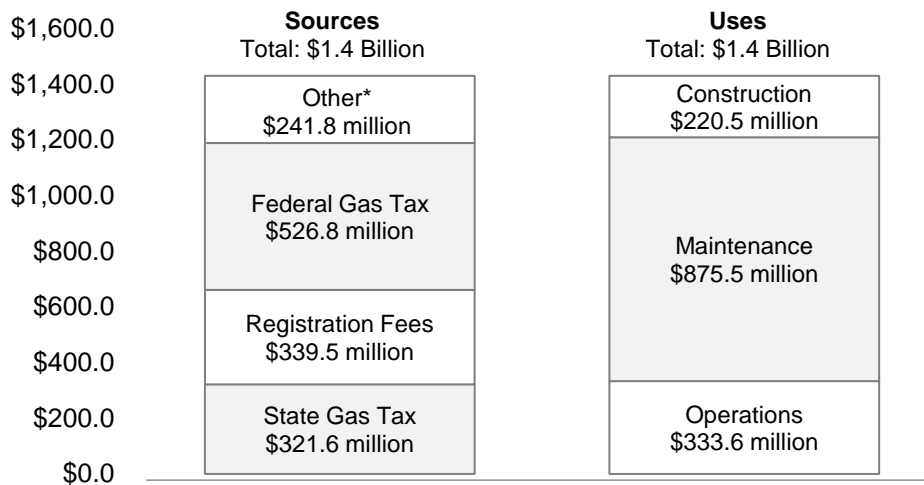 $1,600.0
$1,400.0
$1,200.0
$1,000.0
$800.0
$600.0
$400.0
$200.0
$0.0
Sources
Total: $1.4 Billion
Other*
$241.8 million
Federal Gas Tax
$526.8 million
Registration Fees
$339.5 million
State Gas Tax
$321.6 million
Uses
Total: $1.4 Billion
Construction
$220.5 million
Maintenance
$875.5 million
Operations
$333.6 million